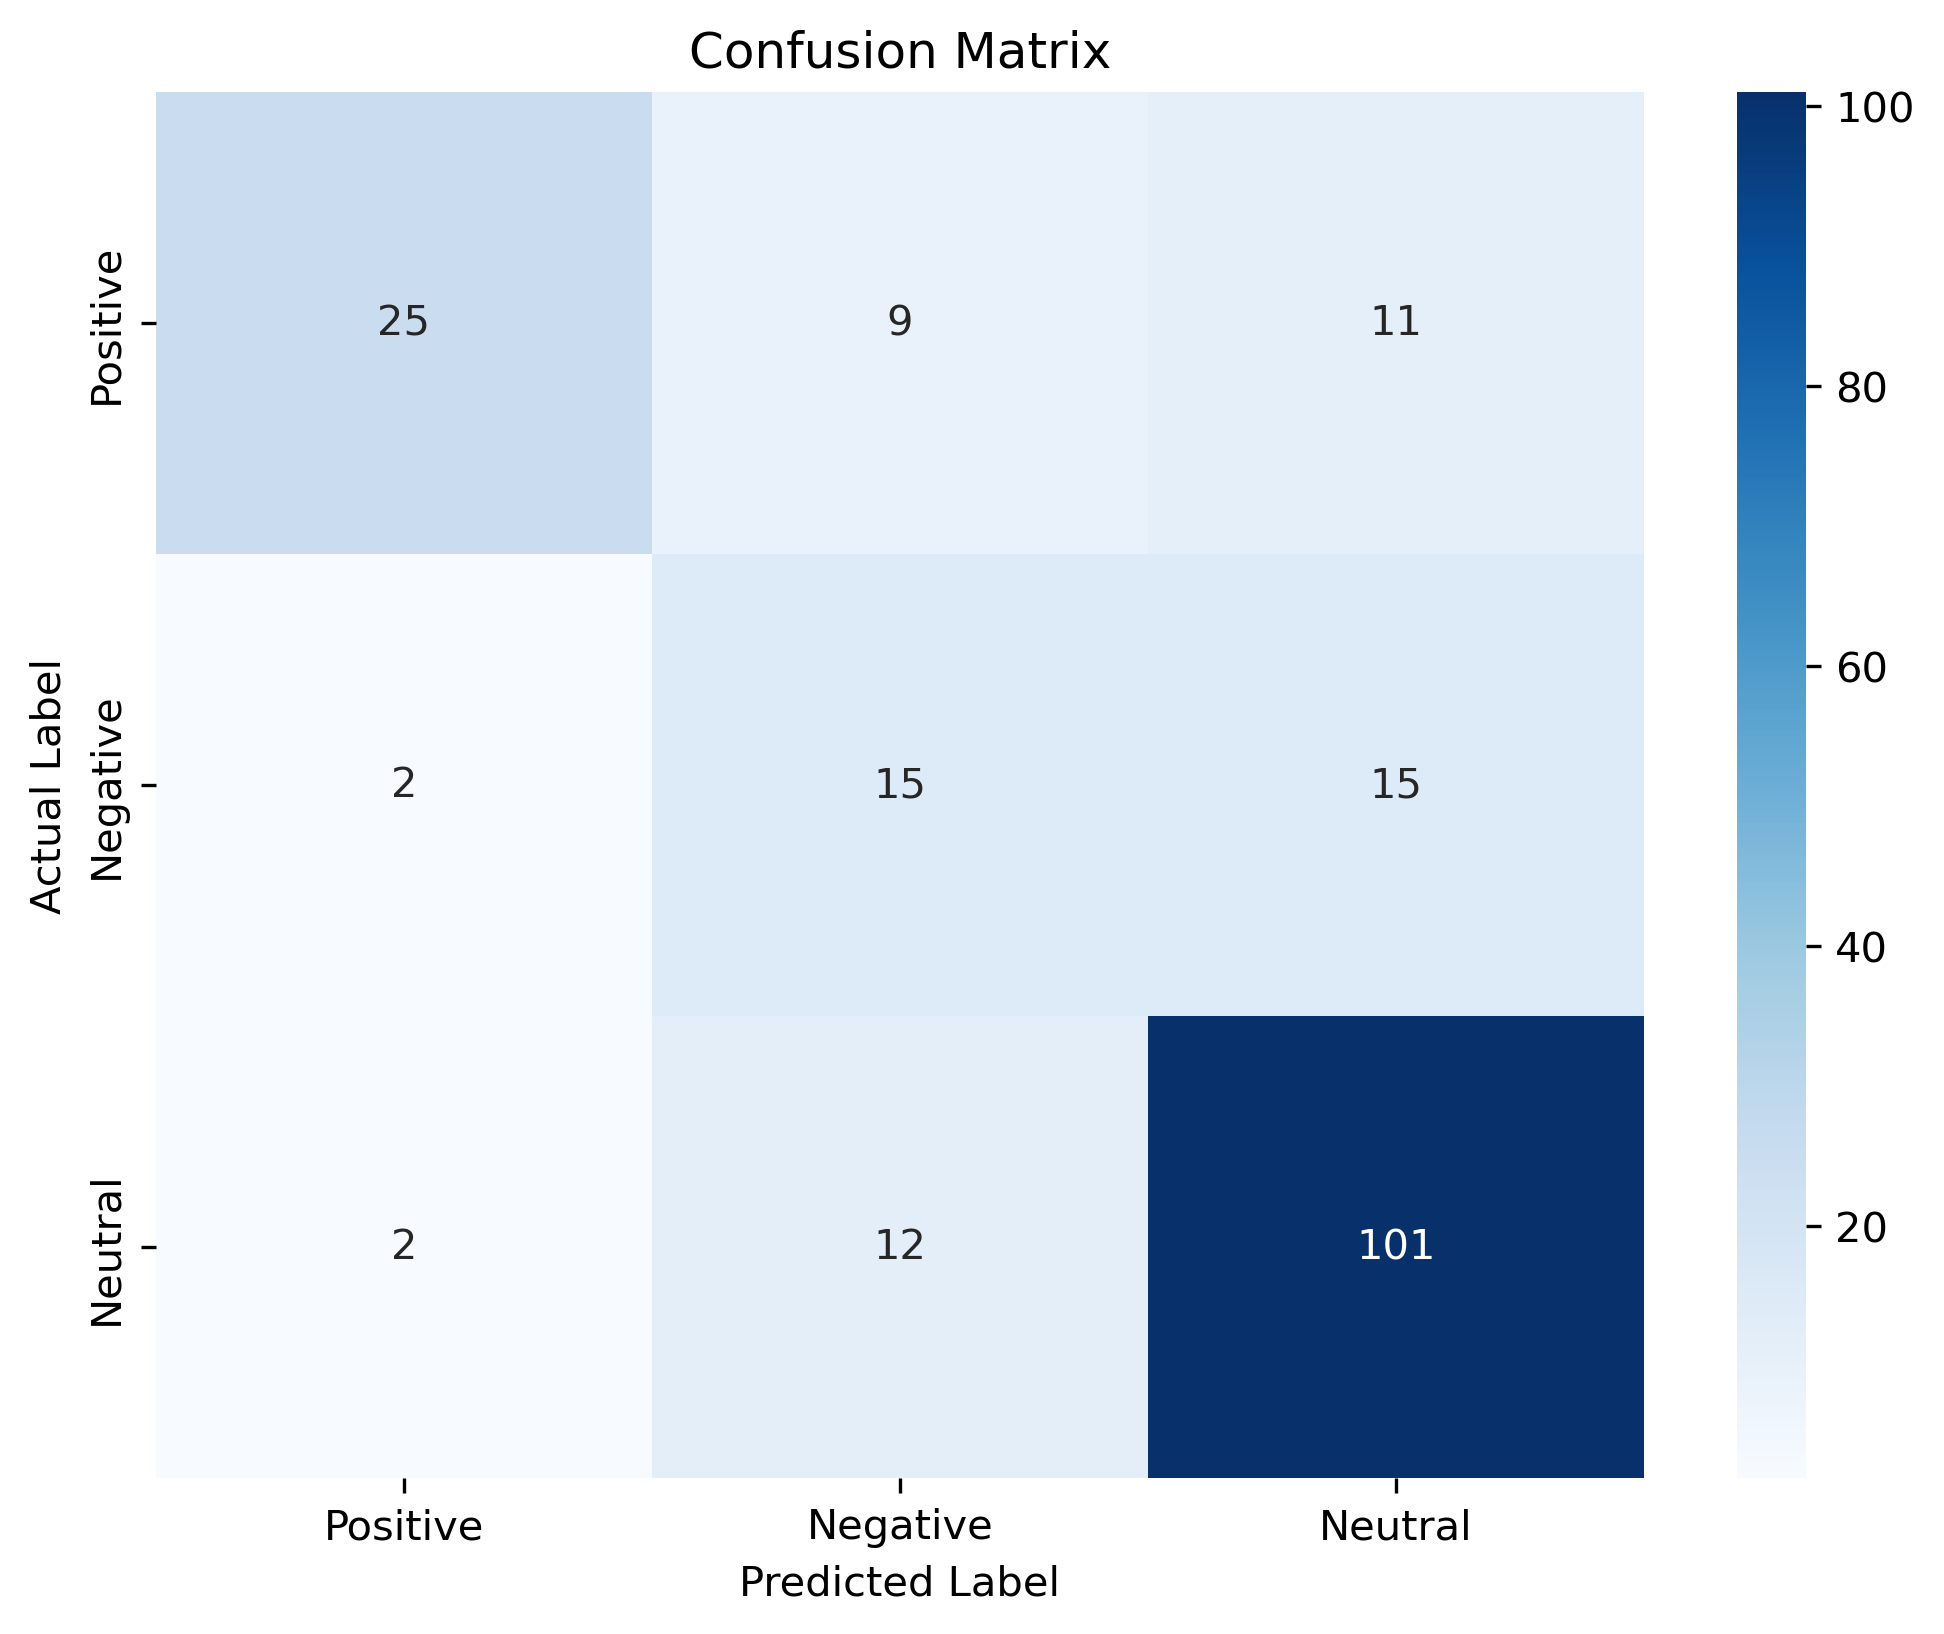 Confusion Matrix
Actual Label
Positive
25 9 11
Negative
2 15 15
Neutral
2 12 101
Positive Negative Neutral
Predicted Label
100
80
60
40
20